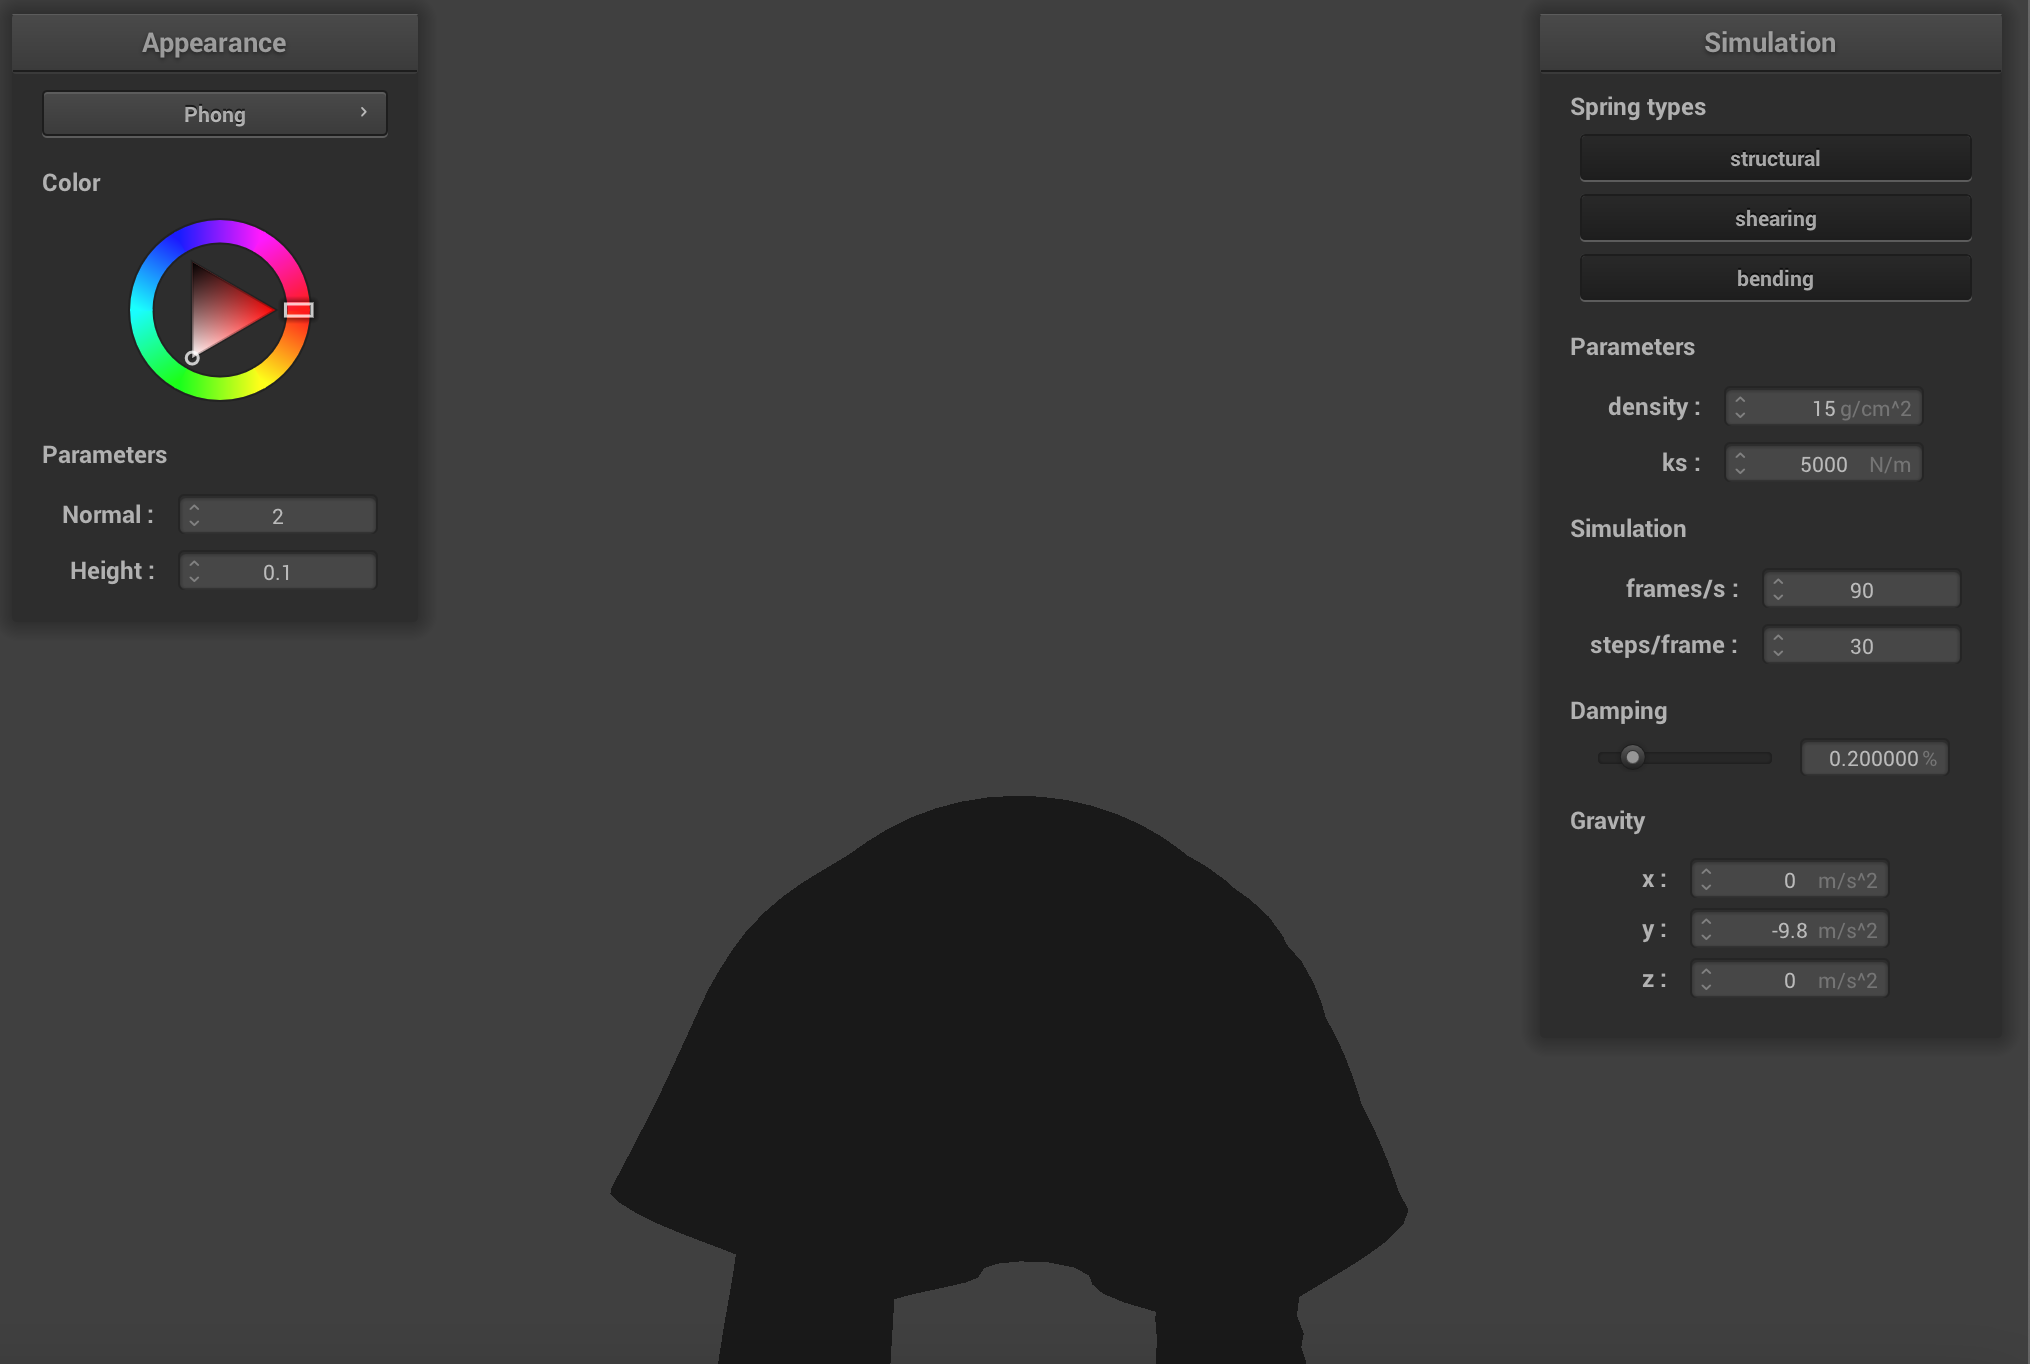 Appearance
Phong
Color
Parameters
Normal : 2
Height : 0.1
Simulation
Spring types
structural
shearing
bending
Parameters
density : 15 g/cm^2
ks : 5000 N/m
Simulation
frames/s : 90
steps/frame : 30
Damping
0.200000 %
Gravity
x : 0 m/s^2
y : -9.8 m/s^2
z : 0 m/s^2